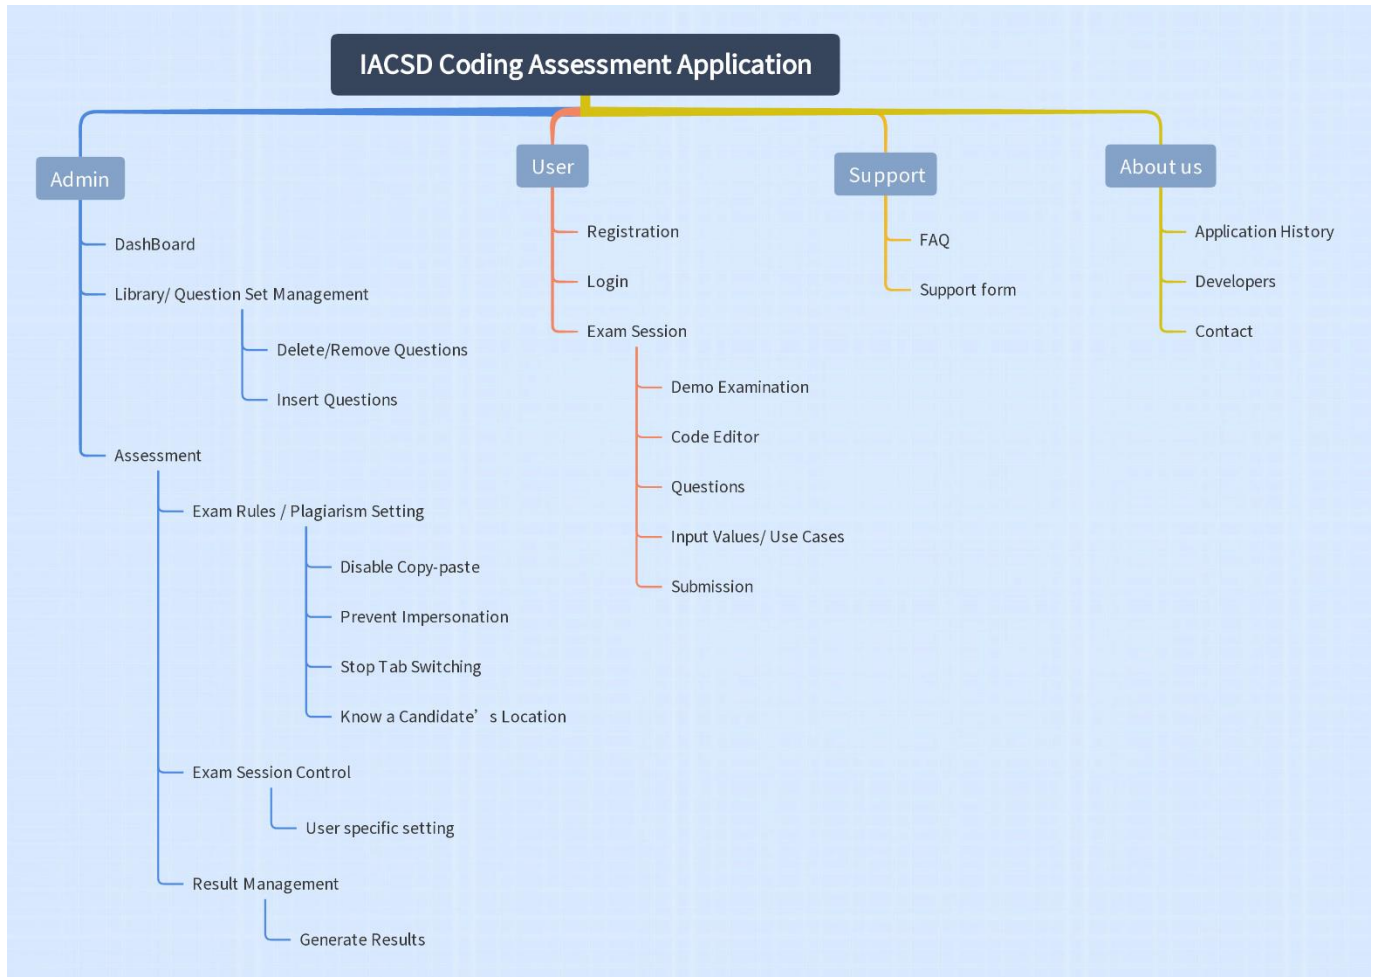 IACSD Coding Assessment Application
Admin
DashBoard
Library/ Question Set Management
Delete/Remove Questions
Insert Questions
Assessment
Exam Rules / Plagiarism Setting
Disable Copy-paste
Prevent Impersonation
Stop Tab Switching
Know a Candidate’s Location
Exam Session Control
User specific setting
Result Management
Generate Results
User
Registration
Login
Exam Session
Demo Examination
Code Editor
Questions
Input Values/ Use Cases
Submission
Support
FAQ
Support form
About us
Application History
Developers
Contact